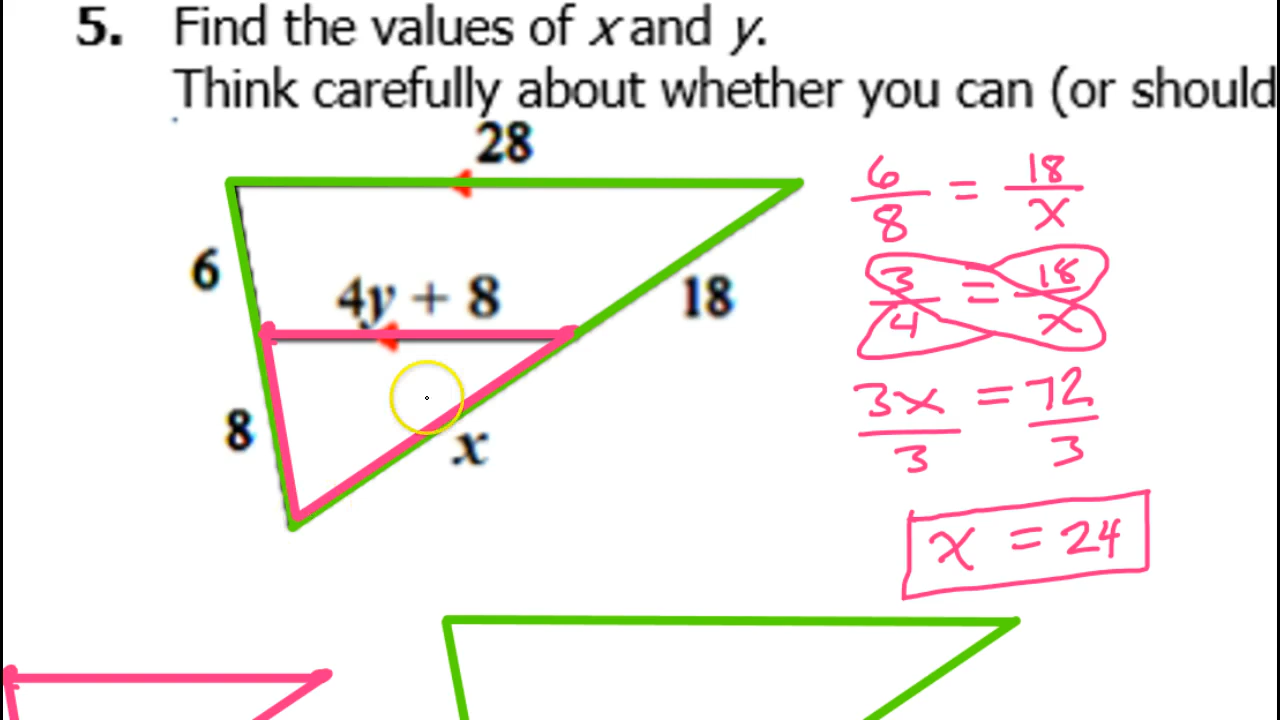 5. Find the values of x and y.
Think carefully about whether you can (or should
28
6
4y + 8
18
8
x
6/8 = 18/x
3/4 = 18/x
3x/3 = 72/3
x = 24